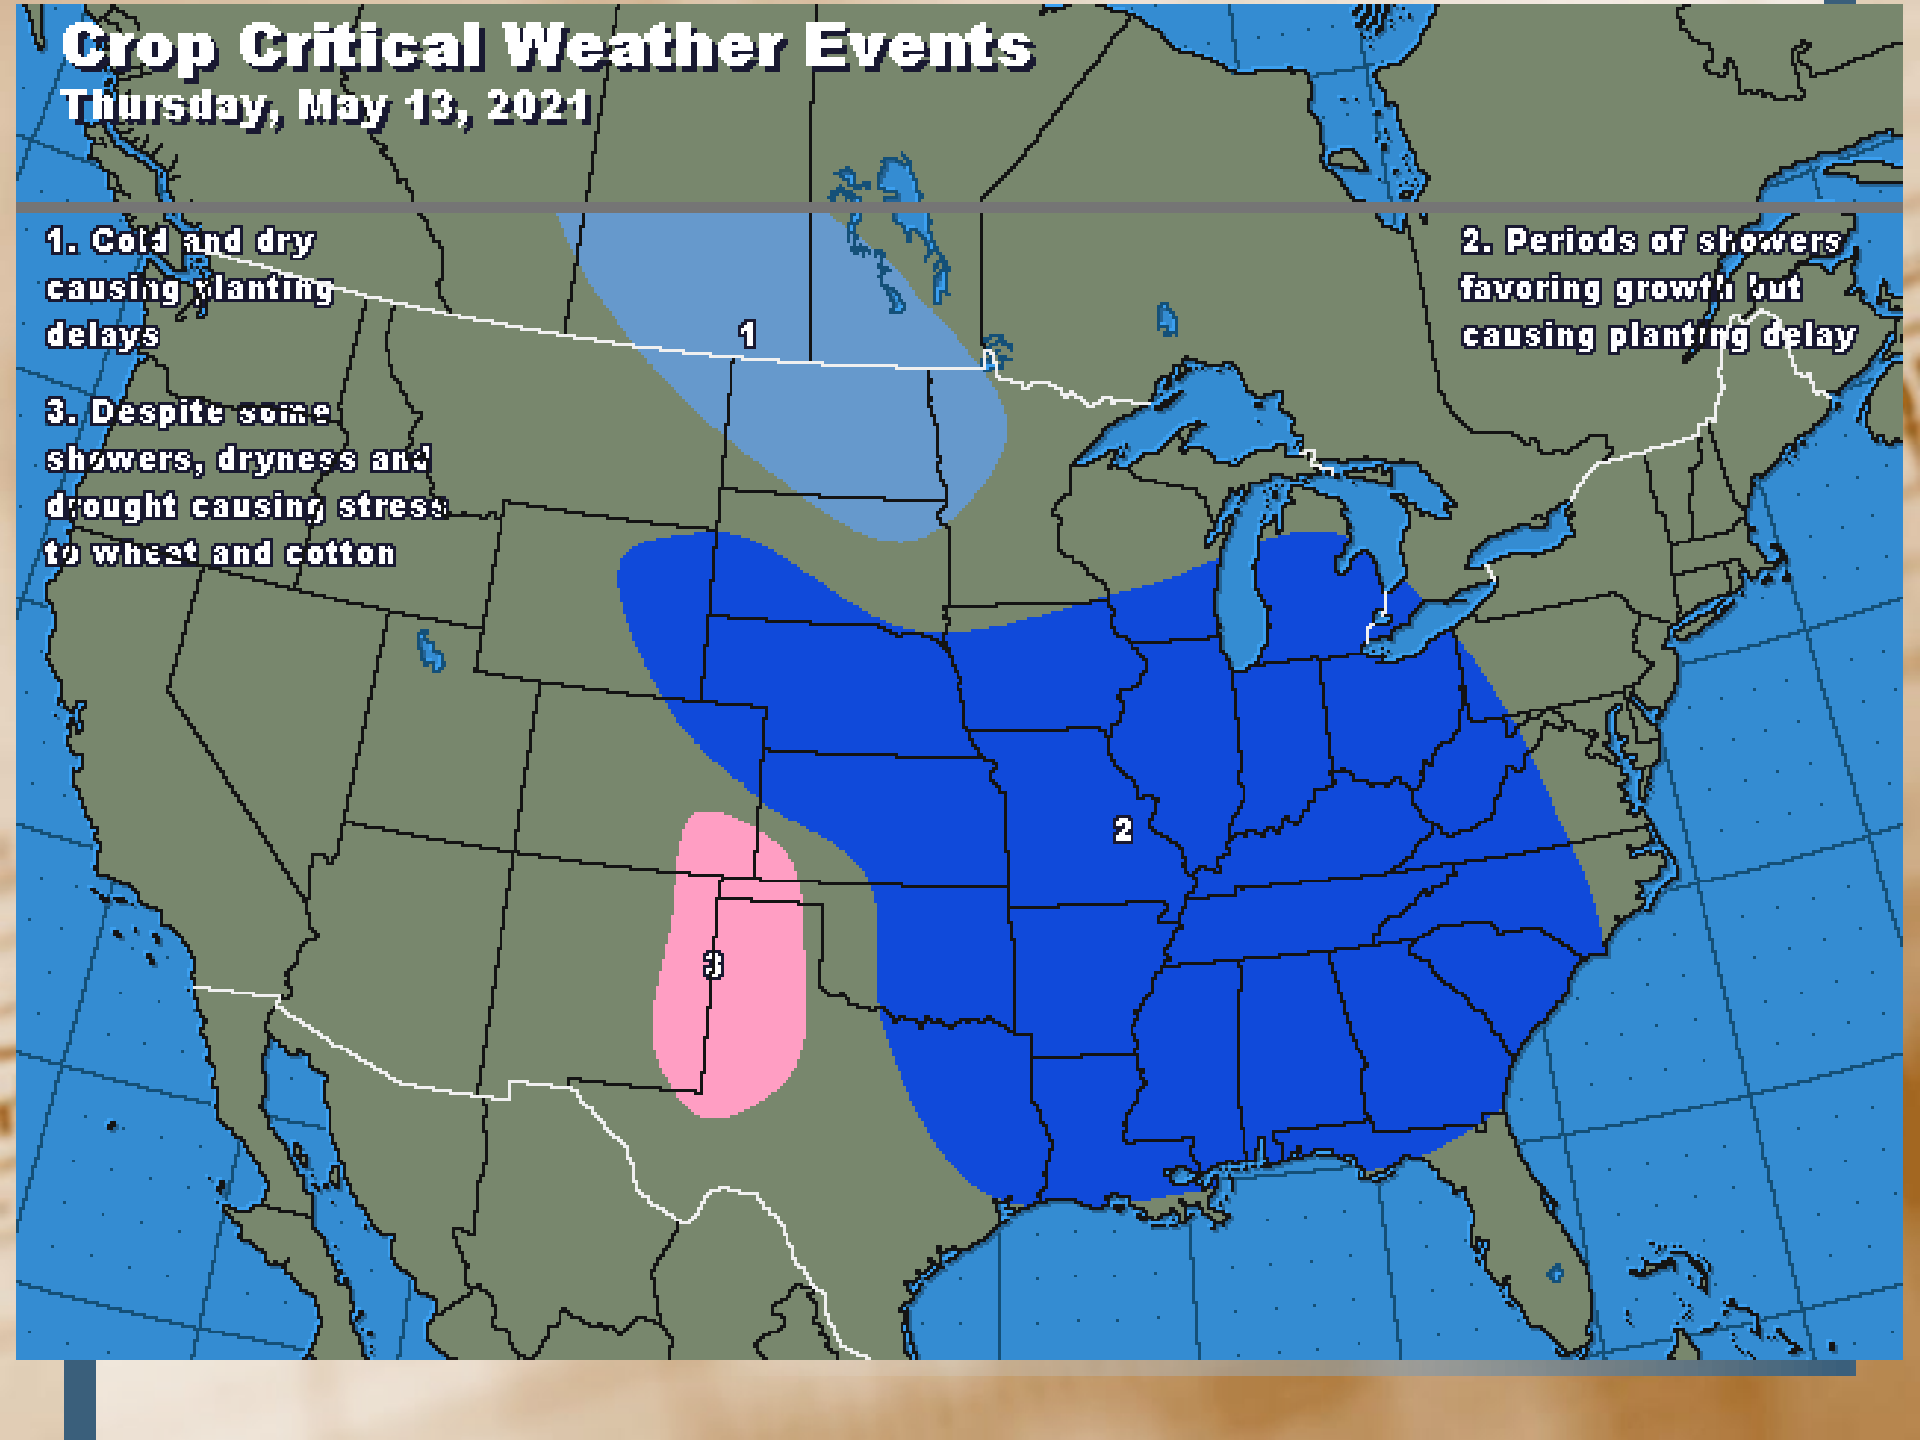 Crop Critical Weather Events
Thursday, May 13, 2021
1. Cold and dry
causing planting
delays
2. Periods of showers
favoring growth but
causing planting delay
3. Despite some
showers, dryness and
drought causing stress
to wheat and cotton
1
2
3